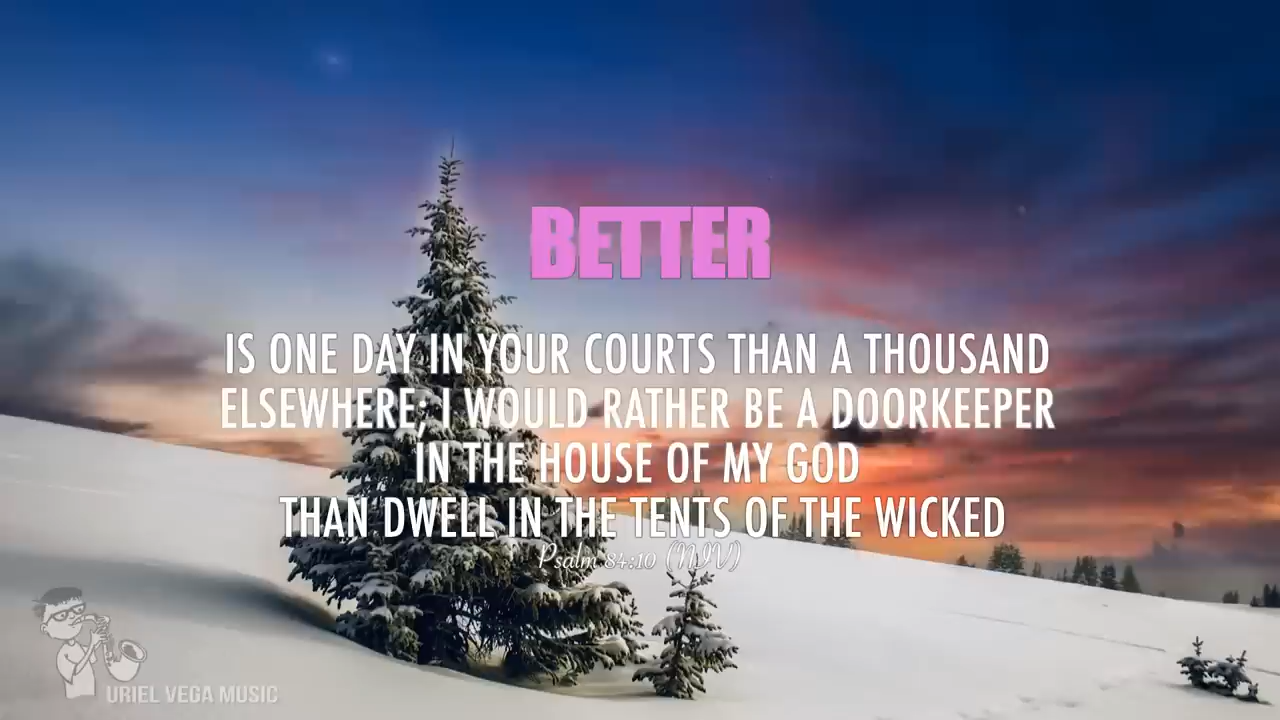 BETTER
IS ONE DAY IN YOUR COURTS THAN A THOUSAND
ELSEWHERE; I WOULD RATHER BE A DOORKEEPER
IN THE HOUSE OF MY GOD
THAN DWELL IN THE TENTS OF THE WICKED
Psalm 84:10 (NIV)
URIEL VEGA MUSIC